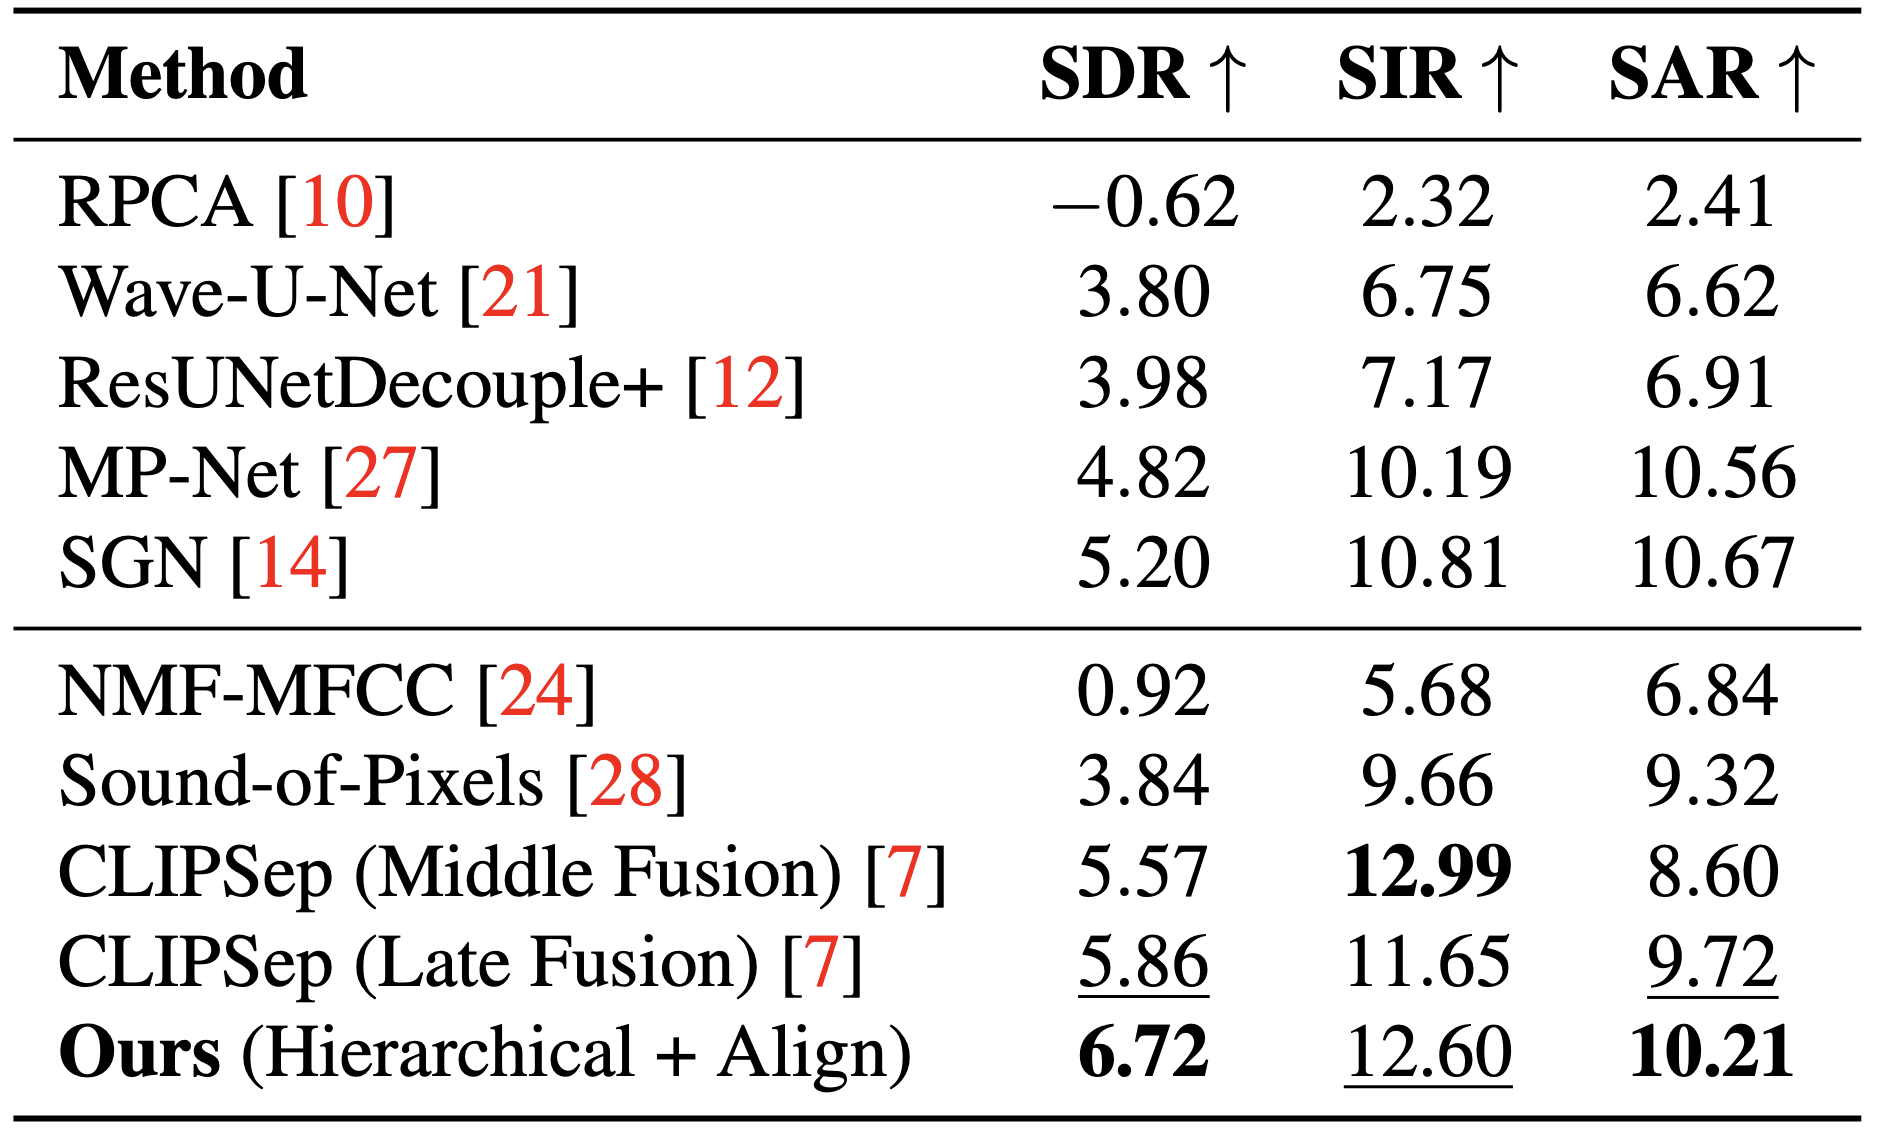 Method SDR ↑ SIR ↑ SAR ↑
RPCA [10] −0.62 2.32 2.41
Wave-U-Net [21] 3.80 6.75 6.62
ResUNetDecouple+ [12] 3.98 7.17 6.91
MP-Net [27] 4.82 10.19 10.56
SGN [14] 5.20 10.81 10.67
NMF-MFCC [24] 0.92 5.68 6.84
Sound-of-Pixels [28] 3.84 9.66 9.32
CLIPSep (Middle Fusion) [7] 5.57 12.99 8.60
CLIPSep (Late Fusion) [7] 5.86 11.65 9.72
Ours (Hierarchical + Align) 6.72 12.60 10.21